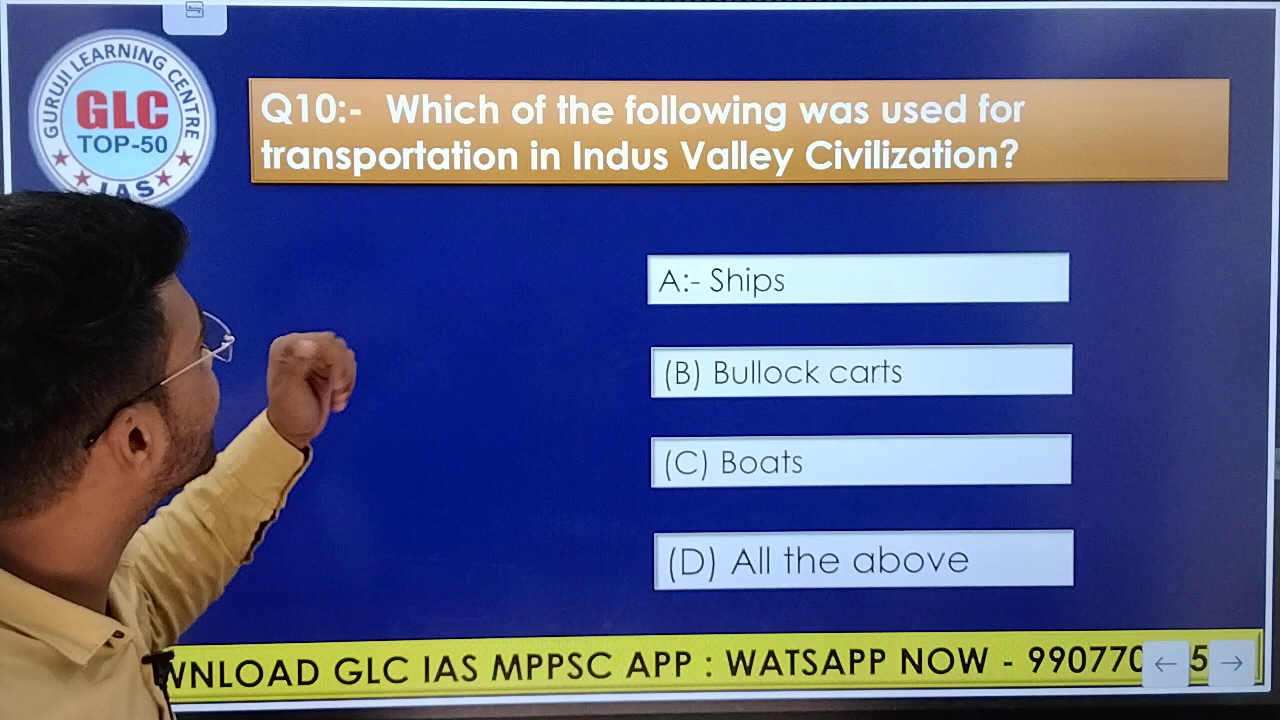 GURUJI LEARNING CENTRE
GLC
TOP-50
IAS
Q10:- Which of the following was used for
transportation in Indus Valley Civilization?
A:- Ships
(B) Bullock carts
(C) Boats
(D) All the above
WNLOAD GLC IAS MPPSC APP : WATSAPP NOW - 990770 5